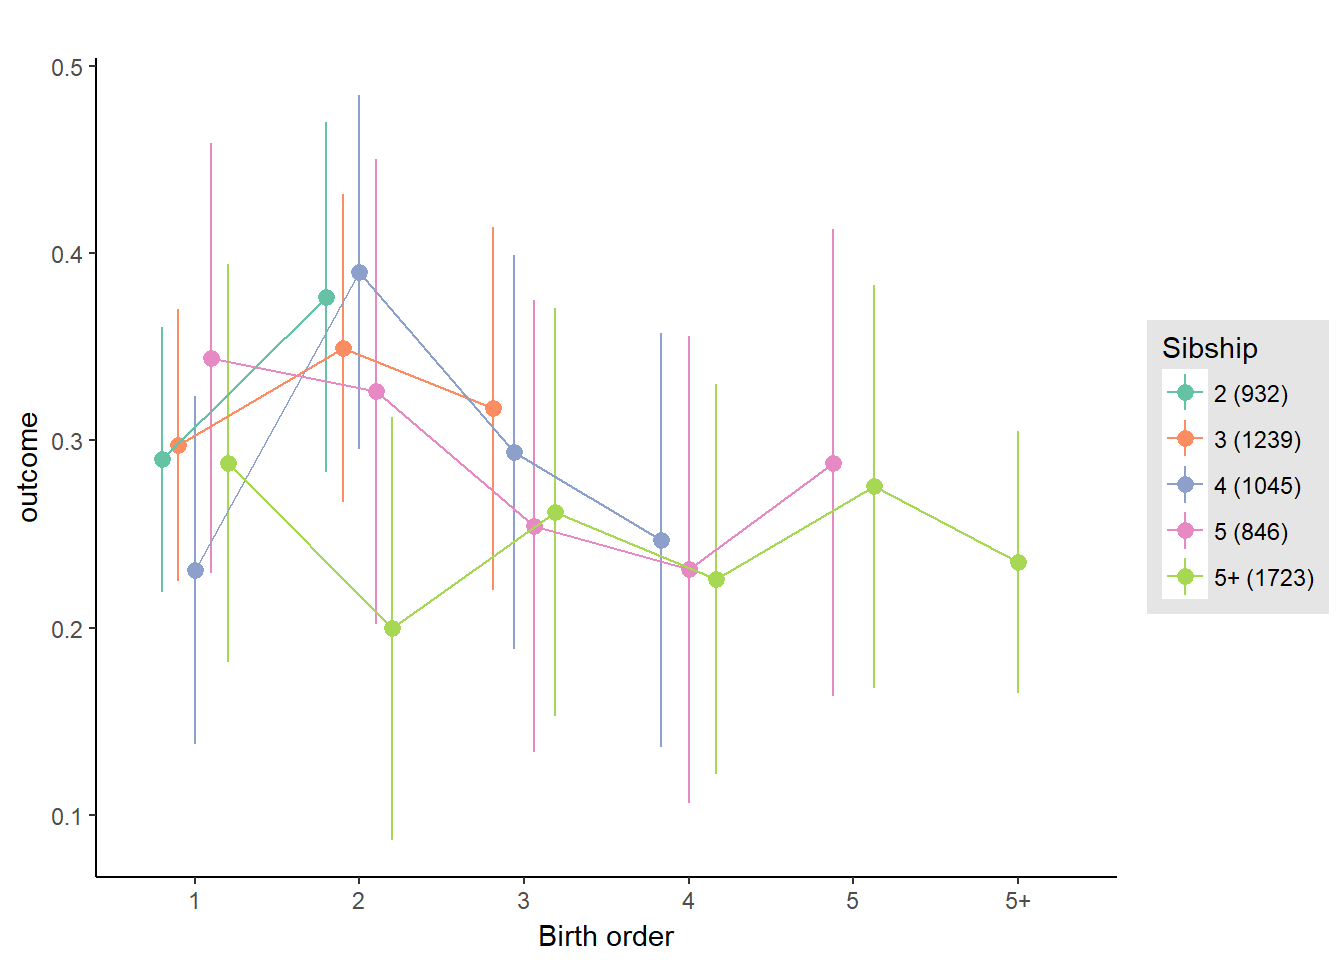 0.5
0.4
0.3
0.2
0.1
outcome
1 2 3 4 5 5+
Birth order
Sibship
2 (932)
3 (1239)
4 (1045)
5 (846)
5+ (1723)